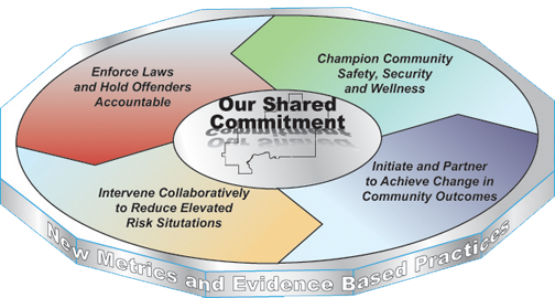 Enforce Laws
and Hold Offenders
Accountable
Champion Community
Safety, Security
and Wellness
Our Shared
Commitment
Intervene Collaboratively
to Reduce Elevated
Risk Situtations
Initiate and Partner
to Achieve Change in
Community Outcomes
New Metrics and Evidence Based Practices